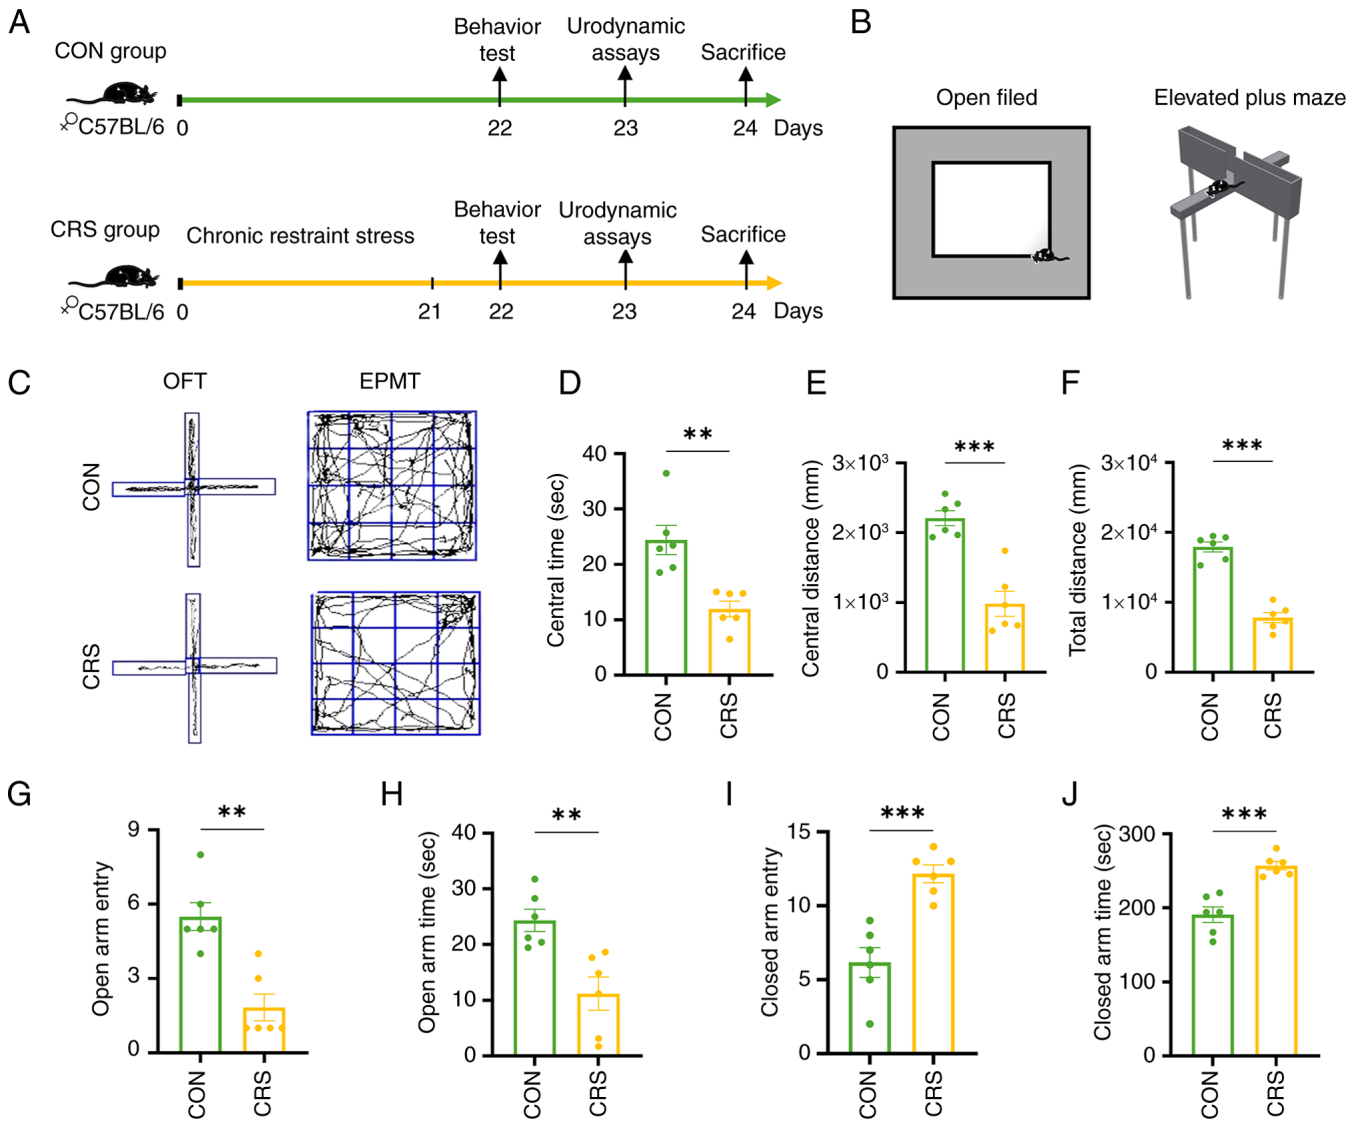 A
CON group
♀C57BL/6
Behavior
test
Urodynamic
assays
Sacrifice
0
22
23
24
Days
CRS group
♀C57BL/6
Chronic restraint stress
Behavior
test
Urodynamic
assays
Sacrifice
0
21
22
23
24
Days
B
Open filed
Elevated plus maze
C
OFT
EPMT
CON
CRS
D
**
Central time (sec)
40
30
20
10
0
CON
CRS
E
***
Central distance (mm)
3×10³
2×10³
1×10³
0
CON
CRS
F
***
Total distance (mm)
3×10⁴
2×10⁴
1×10⁴
0
CON
CRS
G
**
Open arm entry
9
6
3
0
CON
CRS
H
**
Open arm time (sec)
40
30
20
10
0
CON
CRS
I
***
Closed arm entry
15
10
5
0
CON
CRS
J
***
Closed arm time (sec)
300
200
100
0
CON
CRS